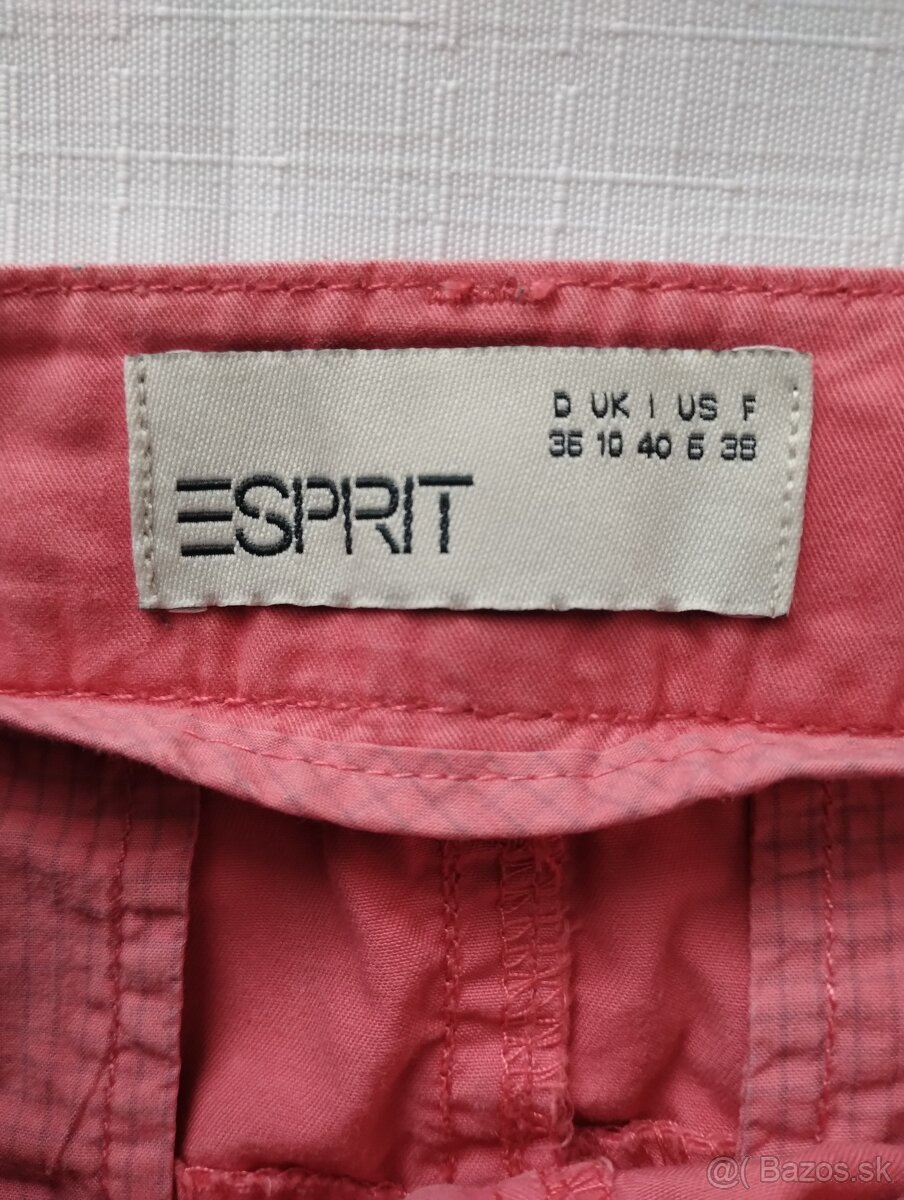 D UK I US F
36 10 40 6 38
ESPRIT
@( Bazos.sk